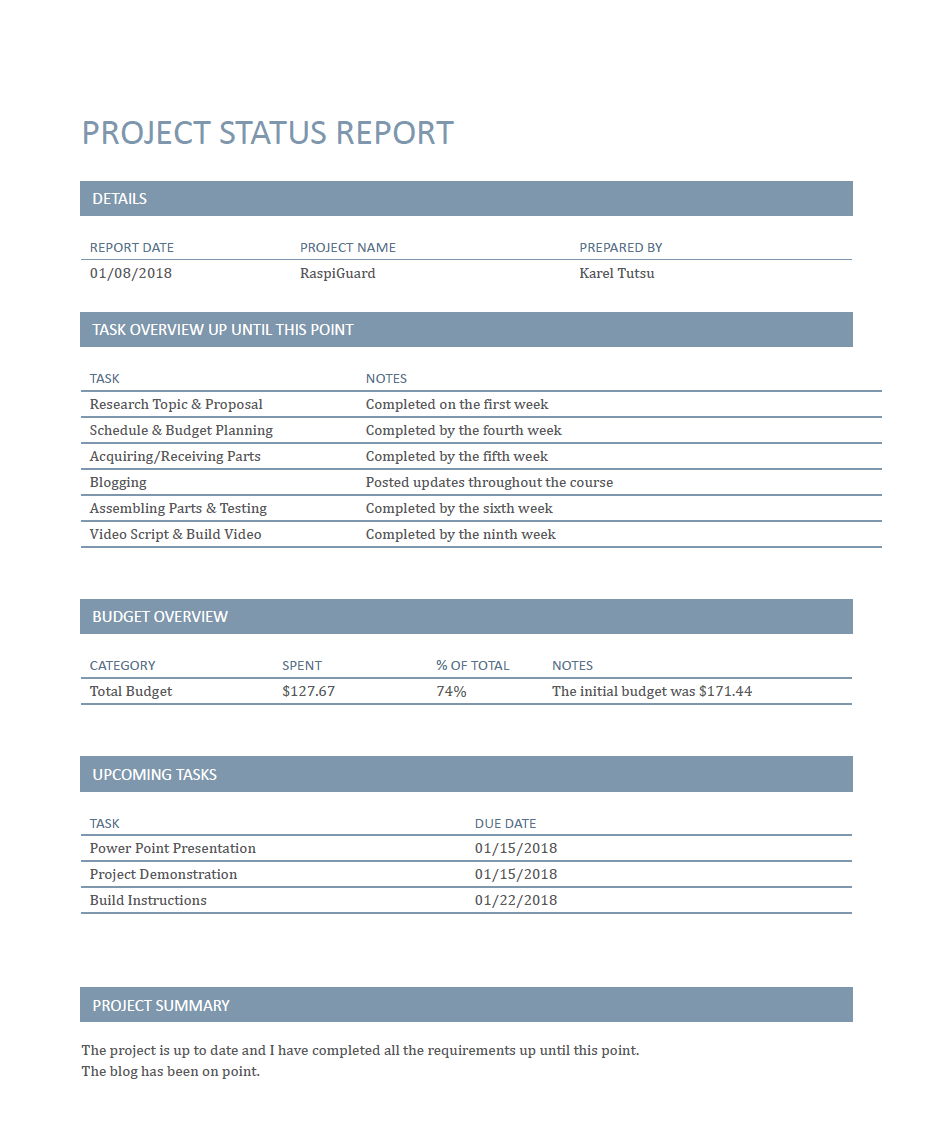 PROJECT STATUS REPORT
DETAILS
REPORT DATE PROJECT NAME PREPARED BY
01/08/2018 RaspiGuard Karel Tutsu
TASK OVERVIEW UP UNTIL THIS POINT
TASK NOTES
Research Topic & Proposal Completed on the first week
Schedule & Budget Planning Completed by the fourth week
Acquiring/Receiving Parts Completed by the fifth week
Blogging Posted updates throughout the course
Assembling Parts & Testing Completed by the sixth week
Video Script & Build Video Completed by the ninth week
BUDGET OVERVIEW
CATEGORY SPENT % OF TOTAL NOTES
Total Budget $127.67 74% The initial budget was $171.44
UPCOMING TASKS
TASK DUE DATE
Power Point Presentation 01/15/2018
Project Demonstration 01/15/2018
Build Instructions 01/22/2018
PROJECT SUMMARY
The project is up to date and I have completed all the requirements up until this point.
The blog has been on point.